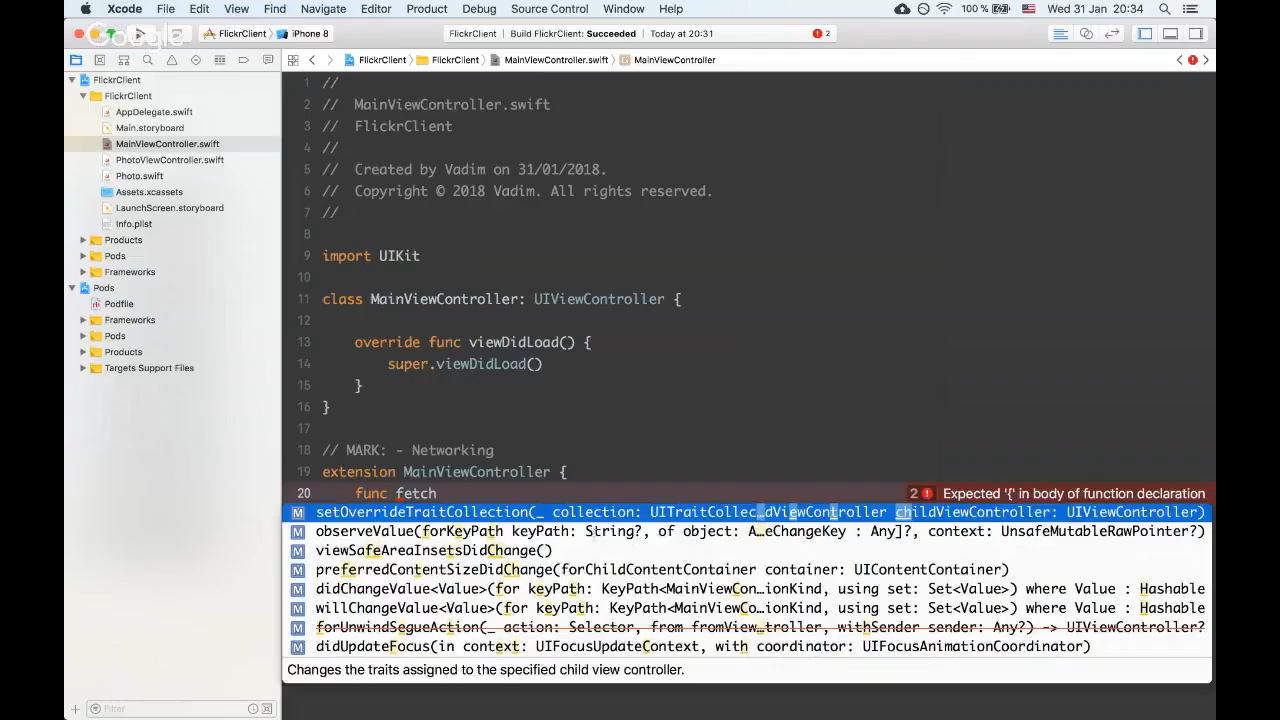 Xcode File Edit View Find Navigate Editor Product Debug Source Control Window Help 100 % Wed 31 Jan 20:34
Google
FlickrClient iPhone 8 FlickrClient Build FlickrClient: Succeeded Today at 20:31 2
FlickrClient FlickrClient MainViewController.swift MainViewController
FlickrClient
FlickrClient
AppDelegate.swift
Main.storyboard
MainViewController.swift
PhotoViewController.swift
Photo.swift
Assets.xcassets
LaunchScreen.storyboard
Info.plist
Products
Pods
Frameworks
Pods
Podfile
Frameworks
Pods
Products
Targets Support Files
Filter
1 //
2 // MainViewController.swift
3 // FlickrClient
4 //
5 // Created by Vadim on 31/01/2018.
6 // Copyright © 2018 Vadim. All rights reserved.
7 //
8
9 import UIKit
10
11 class MainViewController: UIViewController {
12
13 override func viewDidLoad() {
14 super.viewDidLoad()
15 }
16 }
17
18 // MARK: - Networking
19 extension MainViewController {
20 func fetch 2 Expected '{' in body of function declaration
M setOverrideTraitCollection(_ collection: UITraitCollec…dViewController childViewController: UIViewController)
M observeValue(forKeyPath keyPath: String?, of object: A…eChangeKey : Any]?, context: UnsafeMutableRawPointer?)
M viewSafeAreaInsetsDidChange()
M preferredContentSizeDidChange(forChildContentContainer container: UIContentContainer)
M didChangeValue<Value>(for keyPath: KeyPath<MainViewCon…ionKind, using set: Set<Value>) where Value : Hashable
M willChangeValue<Value>(for keyPath: KeyPath<MainViewCo…ionKind, using set: Set<Value>) where Value : Hashable
M forUnwindSegueAction(_ action: Selector, from fromView…troller, withSender sender: Any?) -> UIViewController?
M didUpdateFocus(in context: UIFocusUpdateContext, with coordinator: UIFocusAnimationCoordinator)
Changes the traits assigned to the specified child view controller.